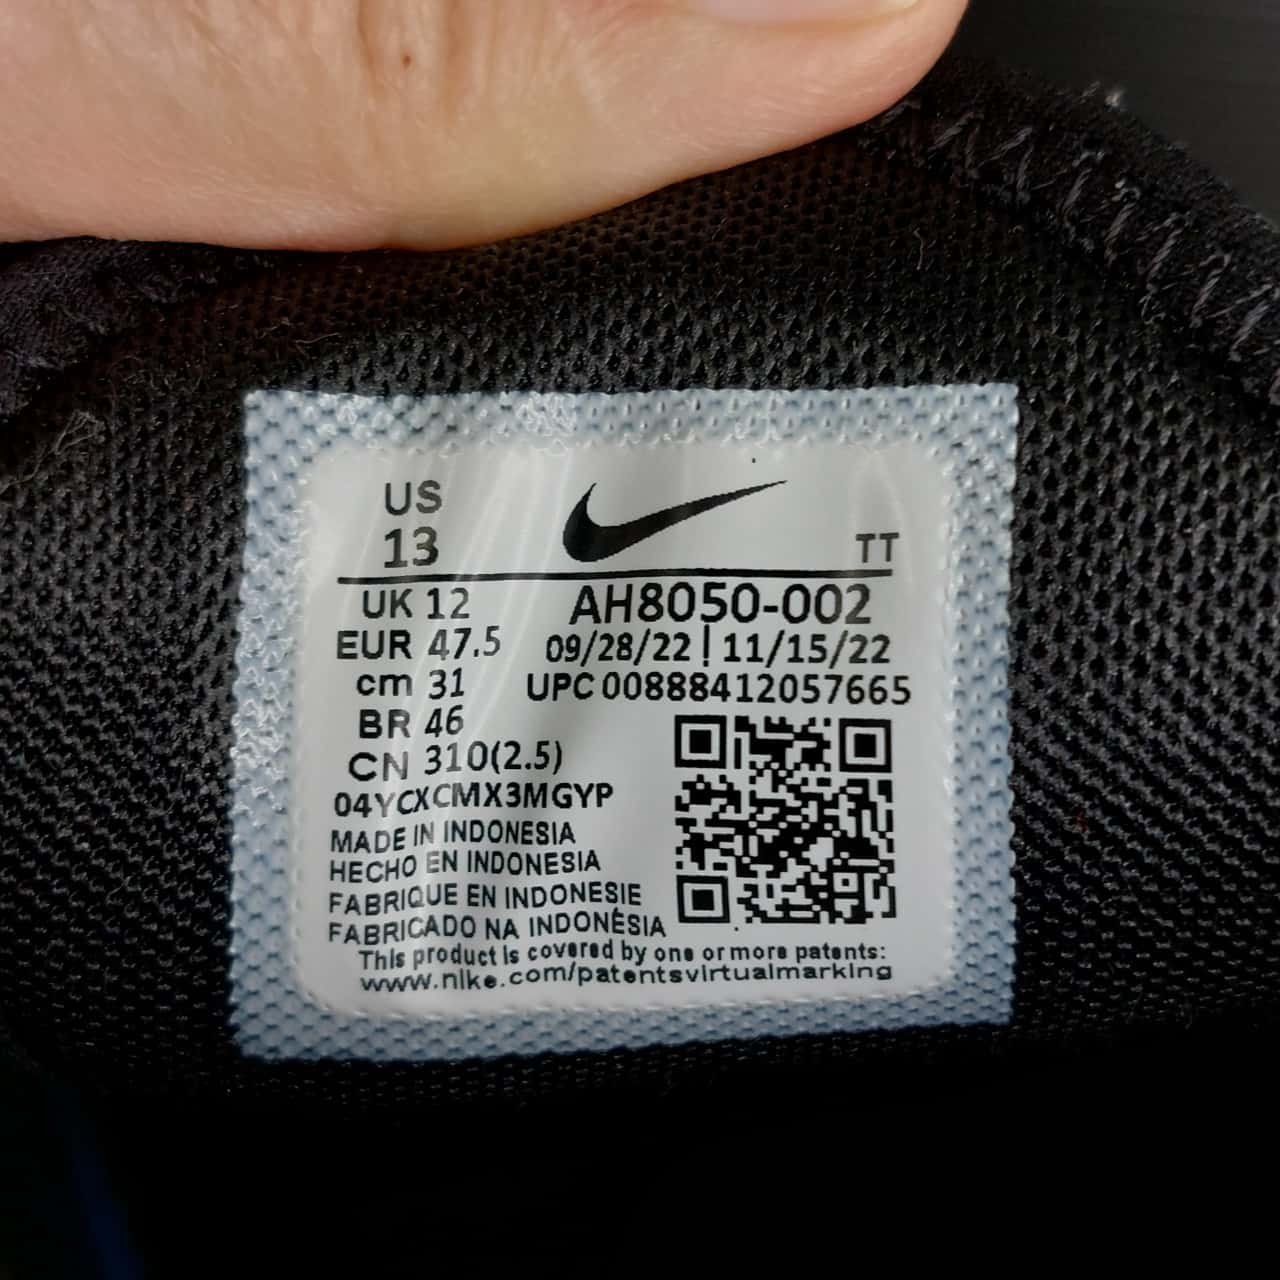 US
13
TT
UK 12
AH8050-002
EUR 47.5
09/28/22 | 11/15/22
cm 31
UPC 00888412057665
BR 46
CN 310(2.5)
04YCXCMX3MGYP
MADE IN INDONESIA
HECHO EN INDONESIA
FABRIQUE EN INDONESIE
FABRICADO NA INDONÉSIA
This product is covered by one or more patents:
www.nike.com/patentsvirtualmarking